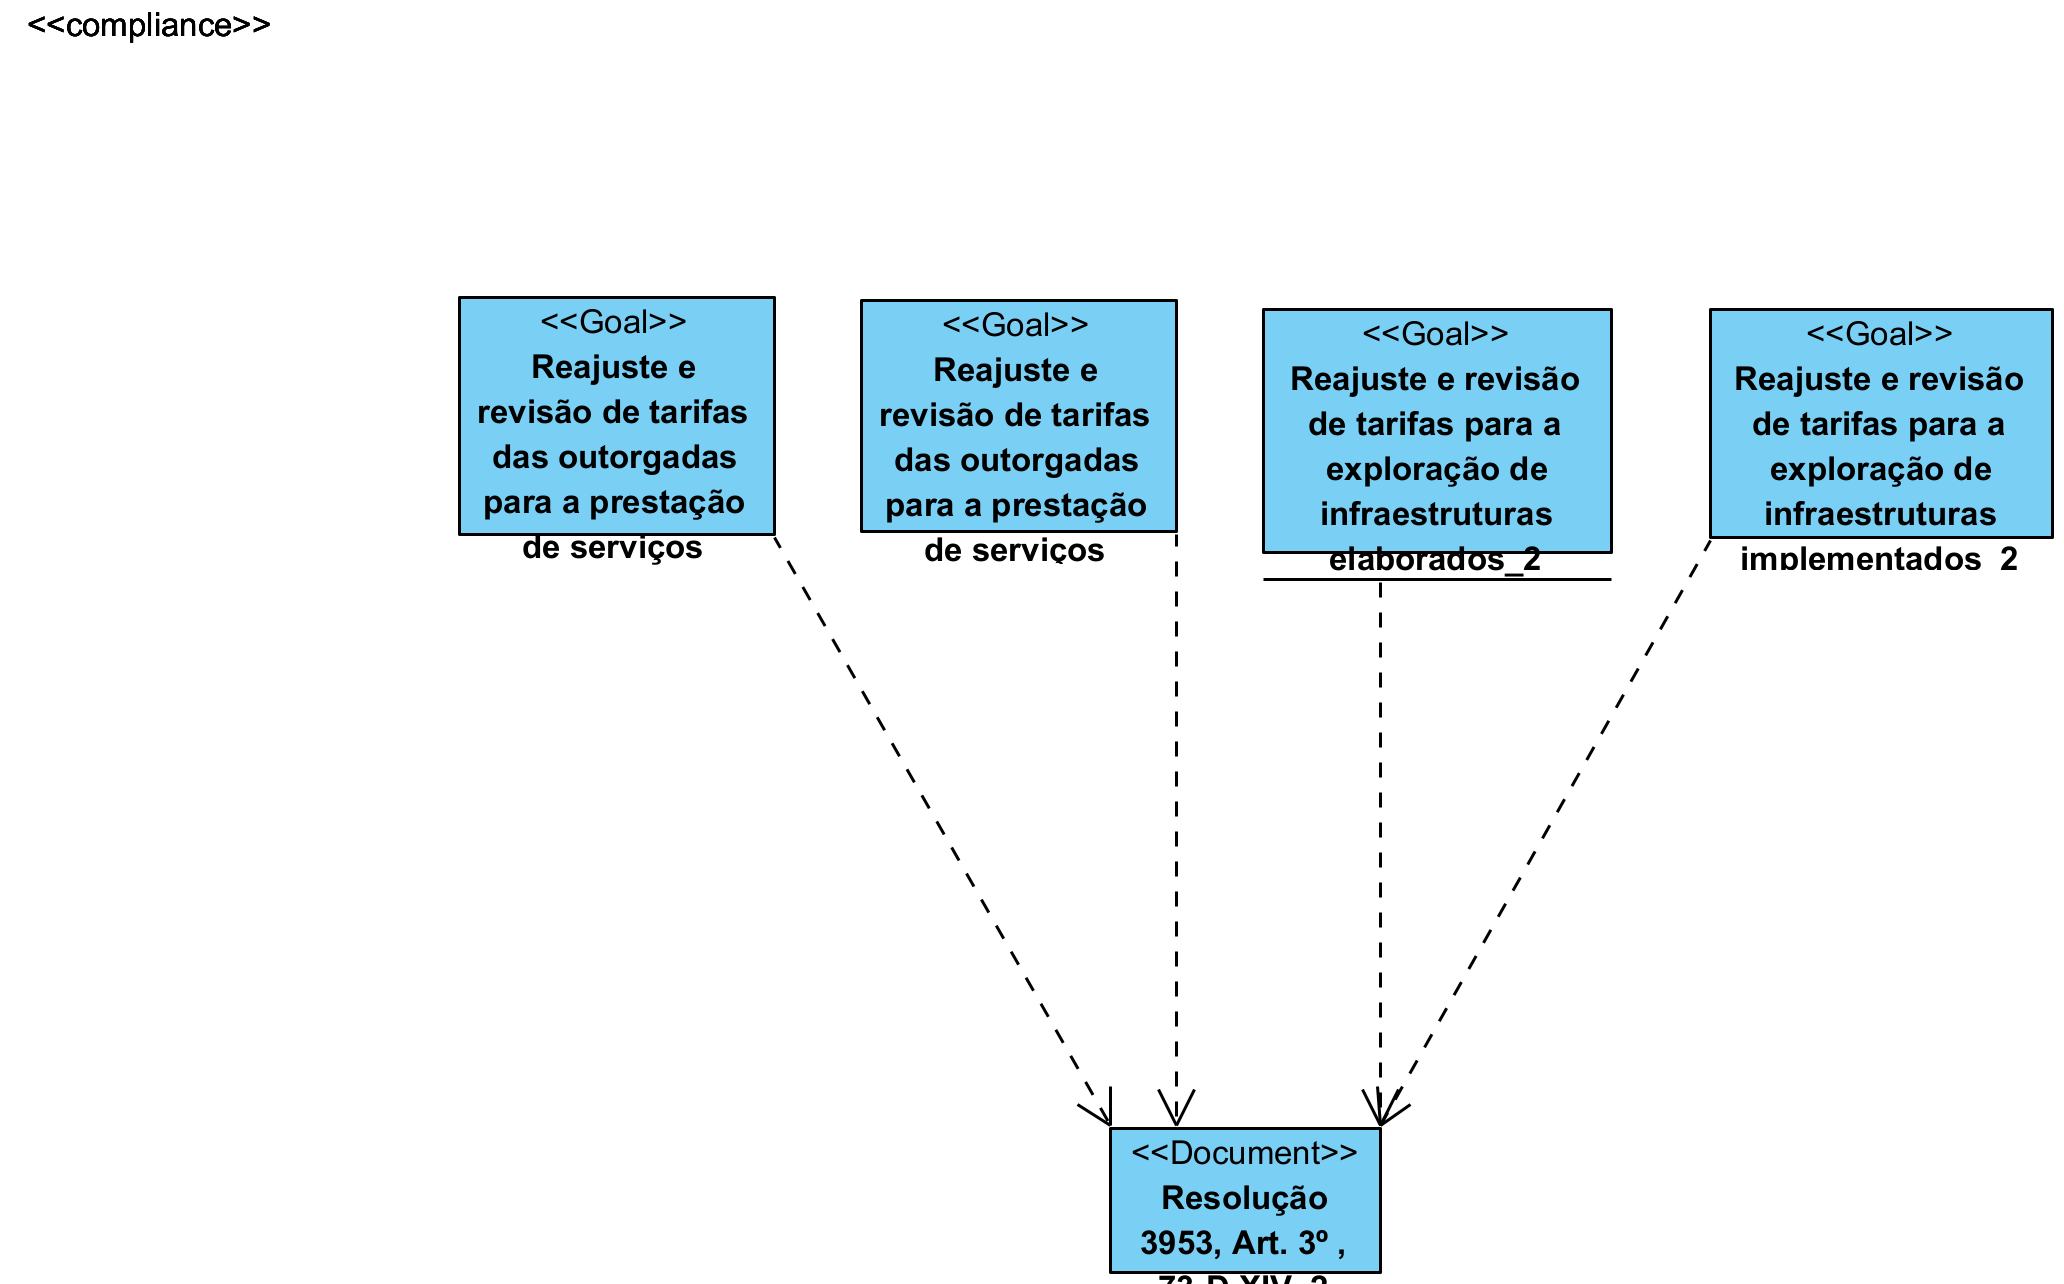 <<compliance>>
<<Goal>>
Reajuste e
revisão de tarifas
das outorgadas
para a prestação
de serviços
<<Goal>>
Reajuste e
revisão de tarifas
das outorgadas
para a prestação
de serviços
<<Goal>>
Reajuste e revisão
de tarifas para a
exploração de
infraestruturas
elaborados_2
<<Goal>>
Reajuste e revisão
de tarifas para a
exploração de
infraestruturas
implementados_2
<<Document>>
Resolução
3953, Art. 3º ,